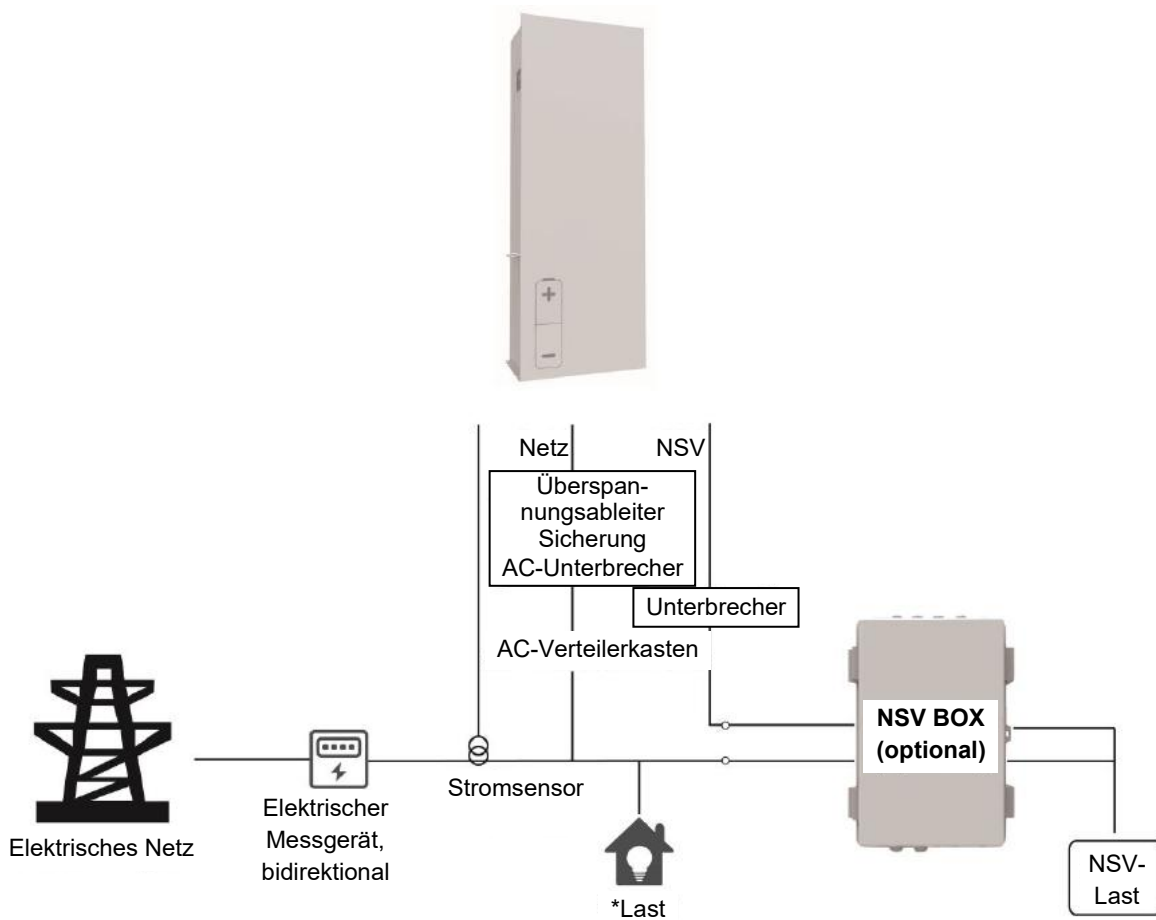 Netz
NSV
Überspan-
nungsableiter
Sicherung
AC-Unterbrecher
Unterbrecher
AC-Verteilerkasten
NSV BOX
(optional)
Stromsensor
Elektrischer
Messgerät,
bidirektional
Elektrisches Netz
*Last
NSV-
Last